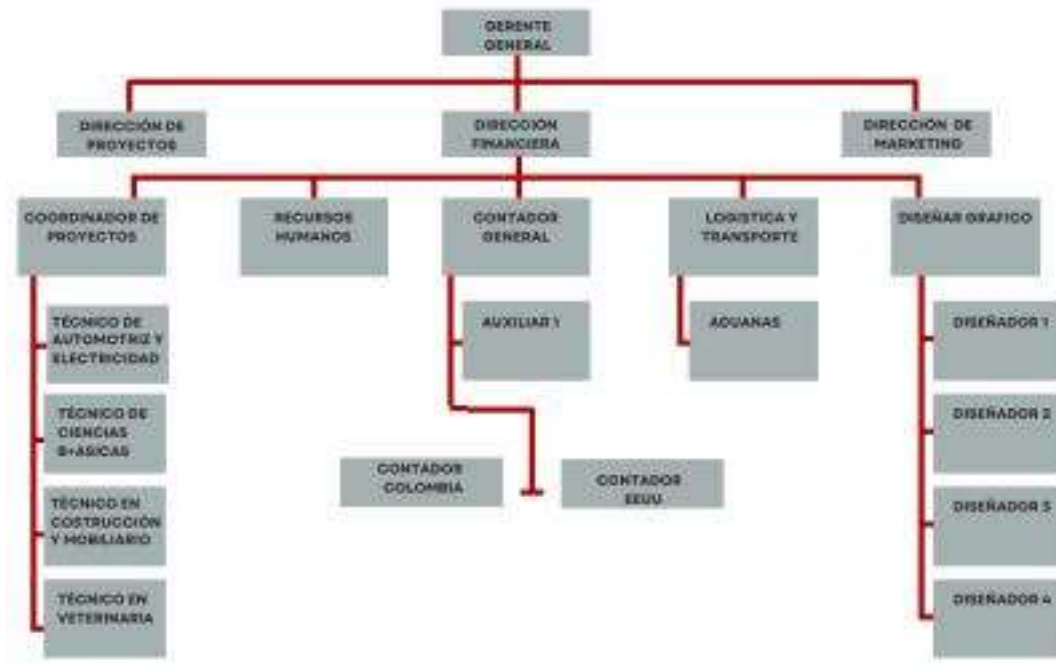 GERENTE
GENERAL
DIRECCIÓN DE
PROYECTOS
DIRECCIÓN
FINANCIERA
DIRECCIÓN DE
MARKETING
COORDINADOR DE
PROYECTOS
RECURSOS
HUMANOS
CONTADOR
GENERAL
LOGISTICA Y
TRANSPORTE
DISEÑAR GRAFICO
TÉCNICO DE
AUTOMOTRIZ Y
ELECTRICIDAD
AUXILIAR 1
ADUANAS
DISEÑADOR 1
TÉCNICO DE
CIENCIAS
B+ASICAS
DISEÑADOR 2
CONTADOR
COLOMBIA
CONTADOR
EEUU
TÉCNICO EN
COSTRUCCIÓN
Y MOBILIARIO
DISEÑADOR 3
TÉCNICO EN
VETERINARIA
DISEÑADOR 4